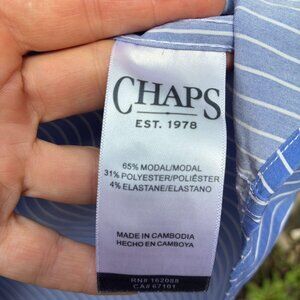 CHAPS
EST. 1978
65% MODAL/MODAL
31% POLYESTER/POLIÉSTER
4% ELASTANE/ELASTANO
MADE IN CAMBODIA
HECHO EN CAMBOYA
RN# 162088
CA# 67101